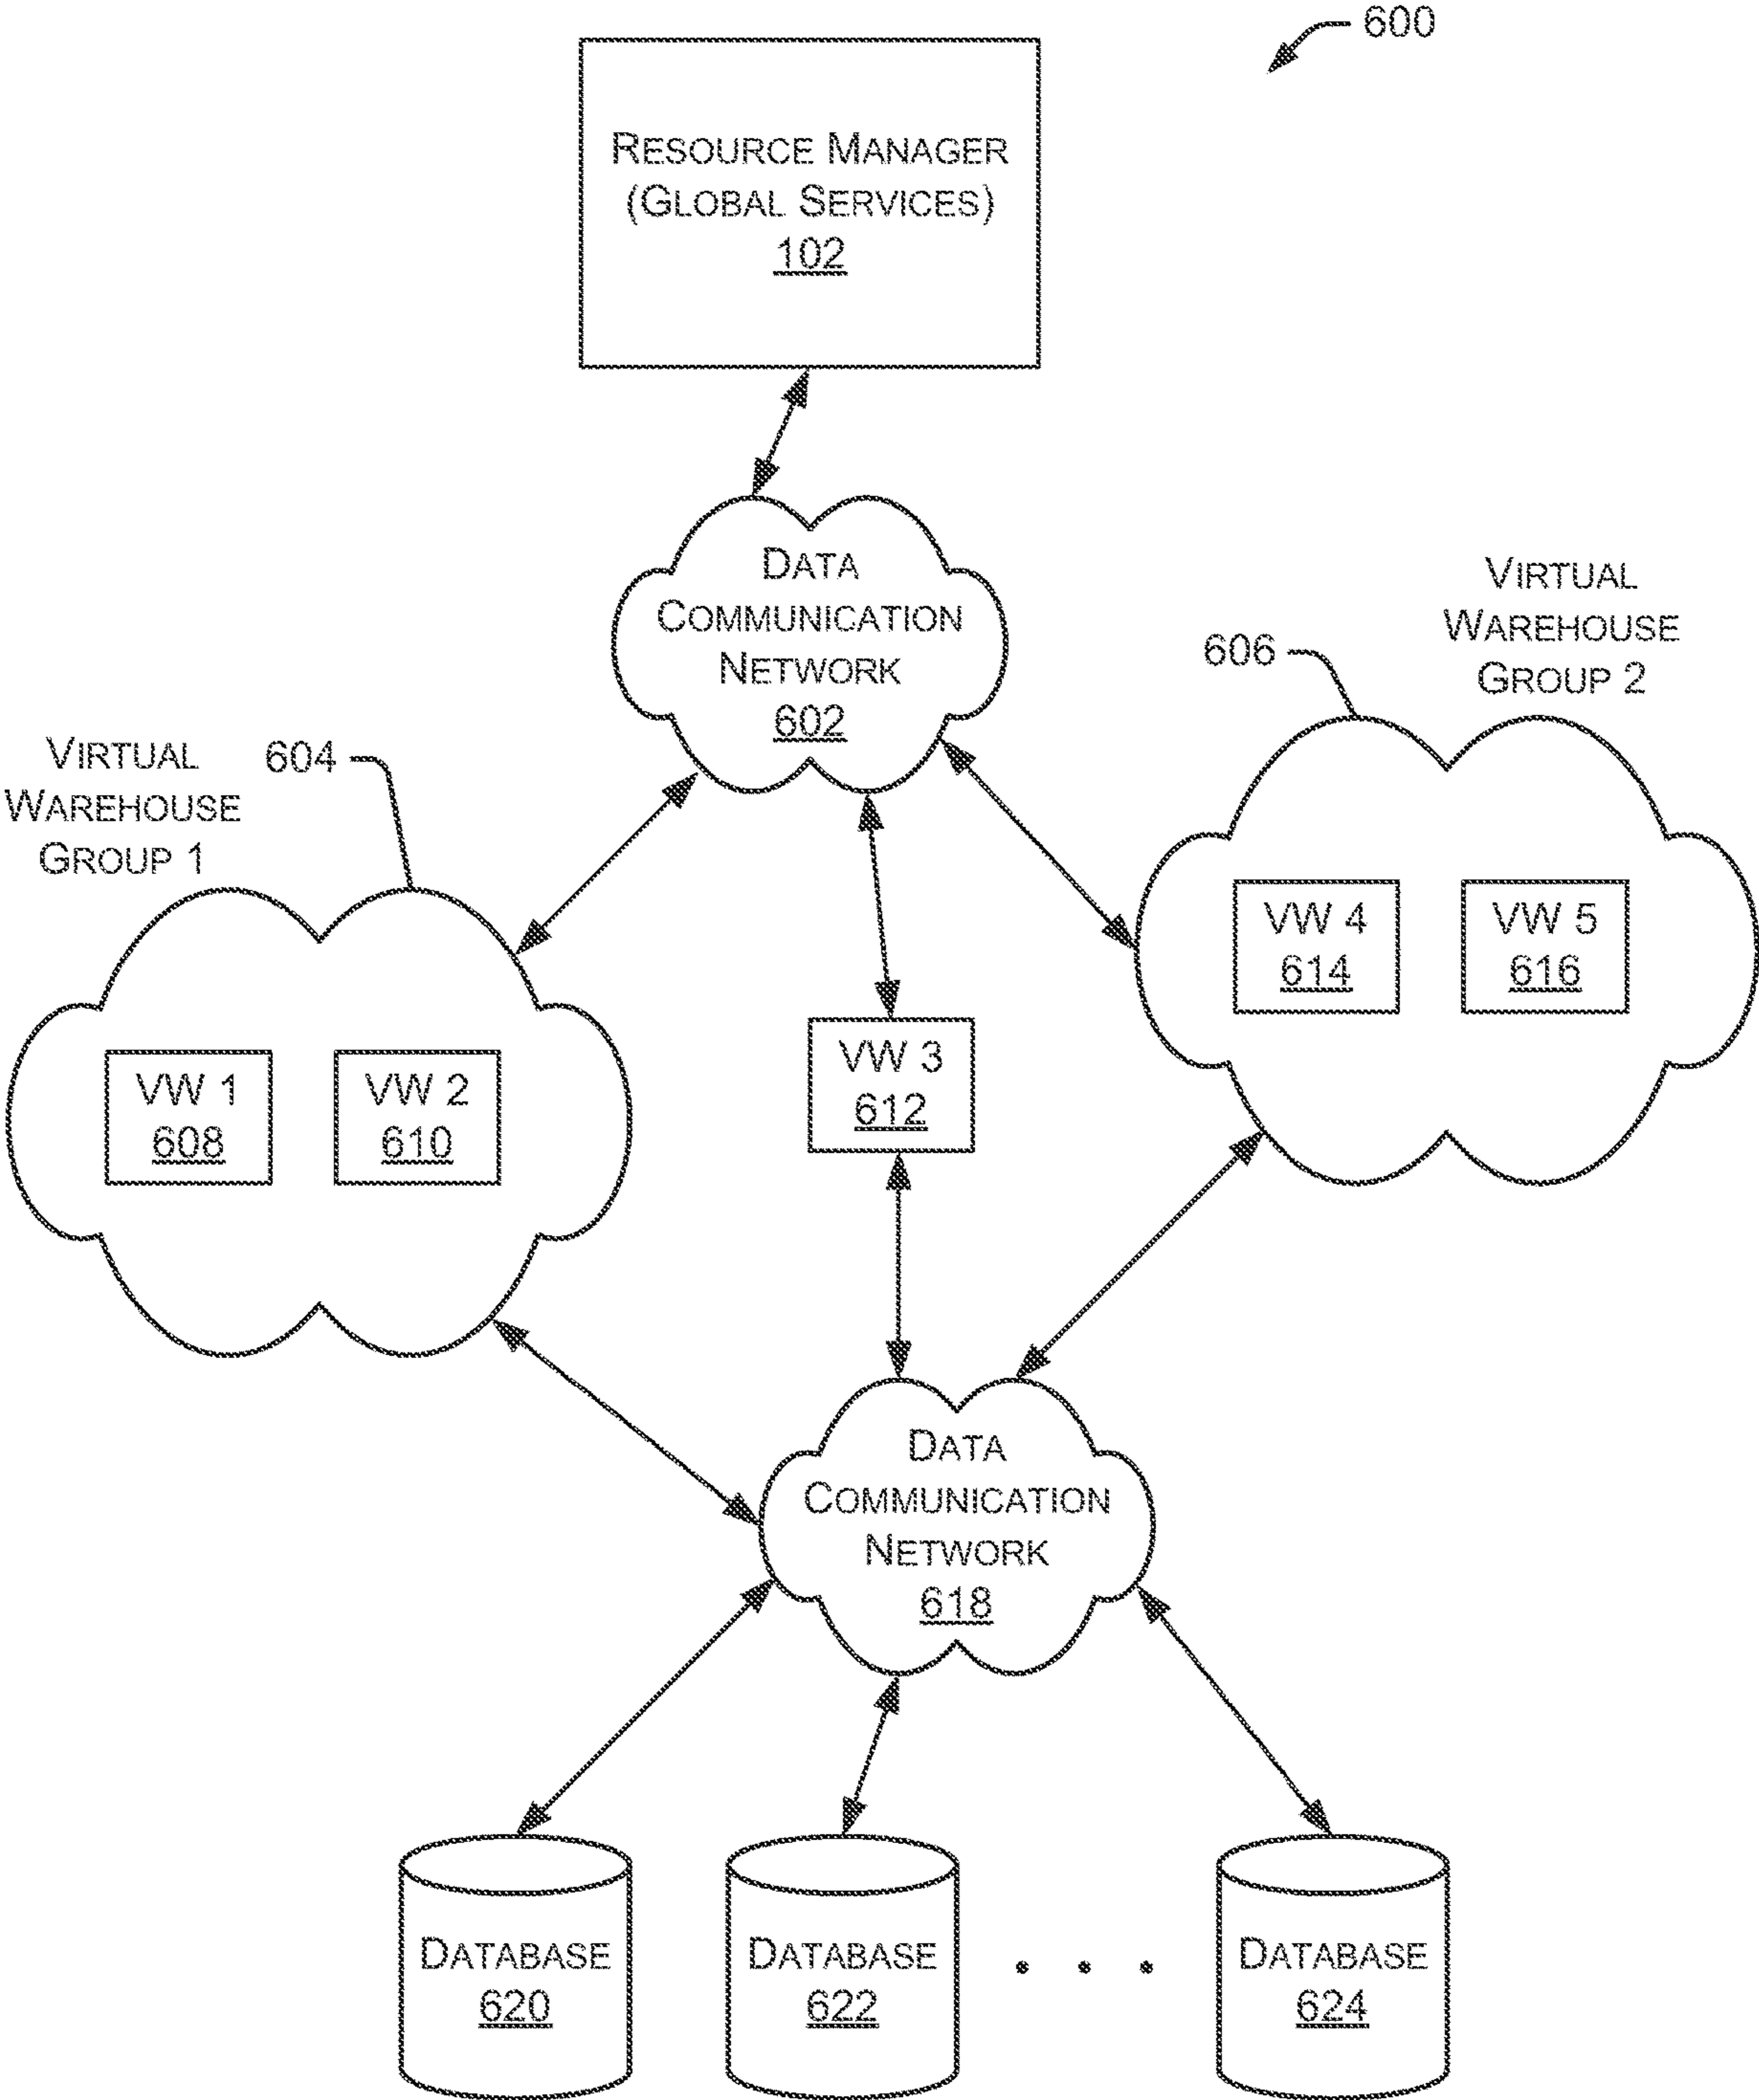 600
RESOURCE MANAGER
(GLOBAL SERVICES)
102
DATA
COMMUNICATION
NETWORK
602
VIRTUAL
WAREHOUSE
GROUP 2
606
VIRTUAL
WAREHOUSE
GROUP 1
604
VW 4
614
VW 5
616
VW 3
612
VW 1
608
VW 2
610
DATA
COMMUNICATION
NETWORK
618
DATABASE
620
DATABASE
622
. . .
DATABASE
624